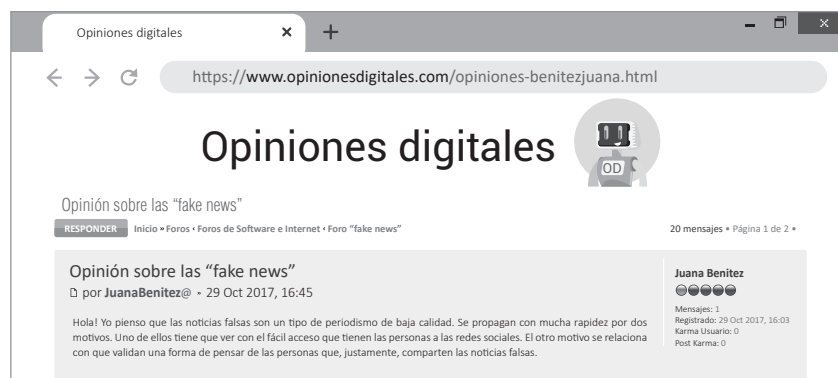 Opiniones digitales
https://www.opinionesdigitales.com/opiniones-benitezjuana.html
Opiniones digitales
OD
Opinión sobre las “fake news”
RESPONDER Inicio » Foros ‹ Foros de Software e Internet ‹ Foro “fake news”
20 mensajes • Página 1 de 2 •
Opinión sobre las “fake news”
por JuanaBenitez@ • 29 Oct 2017, 16:45
Hola! Yo pienso que las noticias falsas son un tipo de periodismo de baja calidad. Se propagan con mucha rapidez por dos
motivos. Uno de ellos tiene que ver con el fácil acceso que tienen las personas a las redes sociales. El otro motivo se relaciona
con que validan una forma de pensar de las personas que, justamente, comparten las noticias falsas.
Juana Benitez
Mensajes: 1
Registrado: 29 Oct 2017, 16:03
Karma Usuario: 0
Post Karma: 0